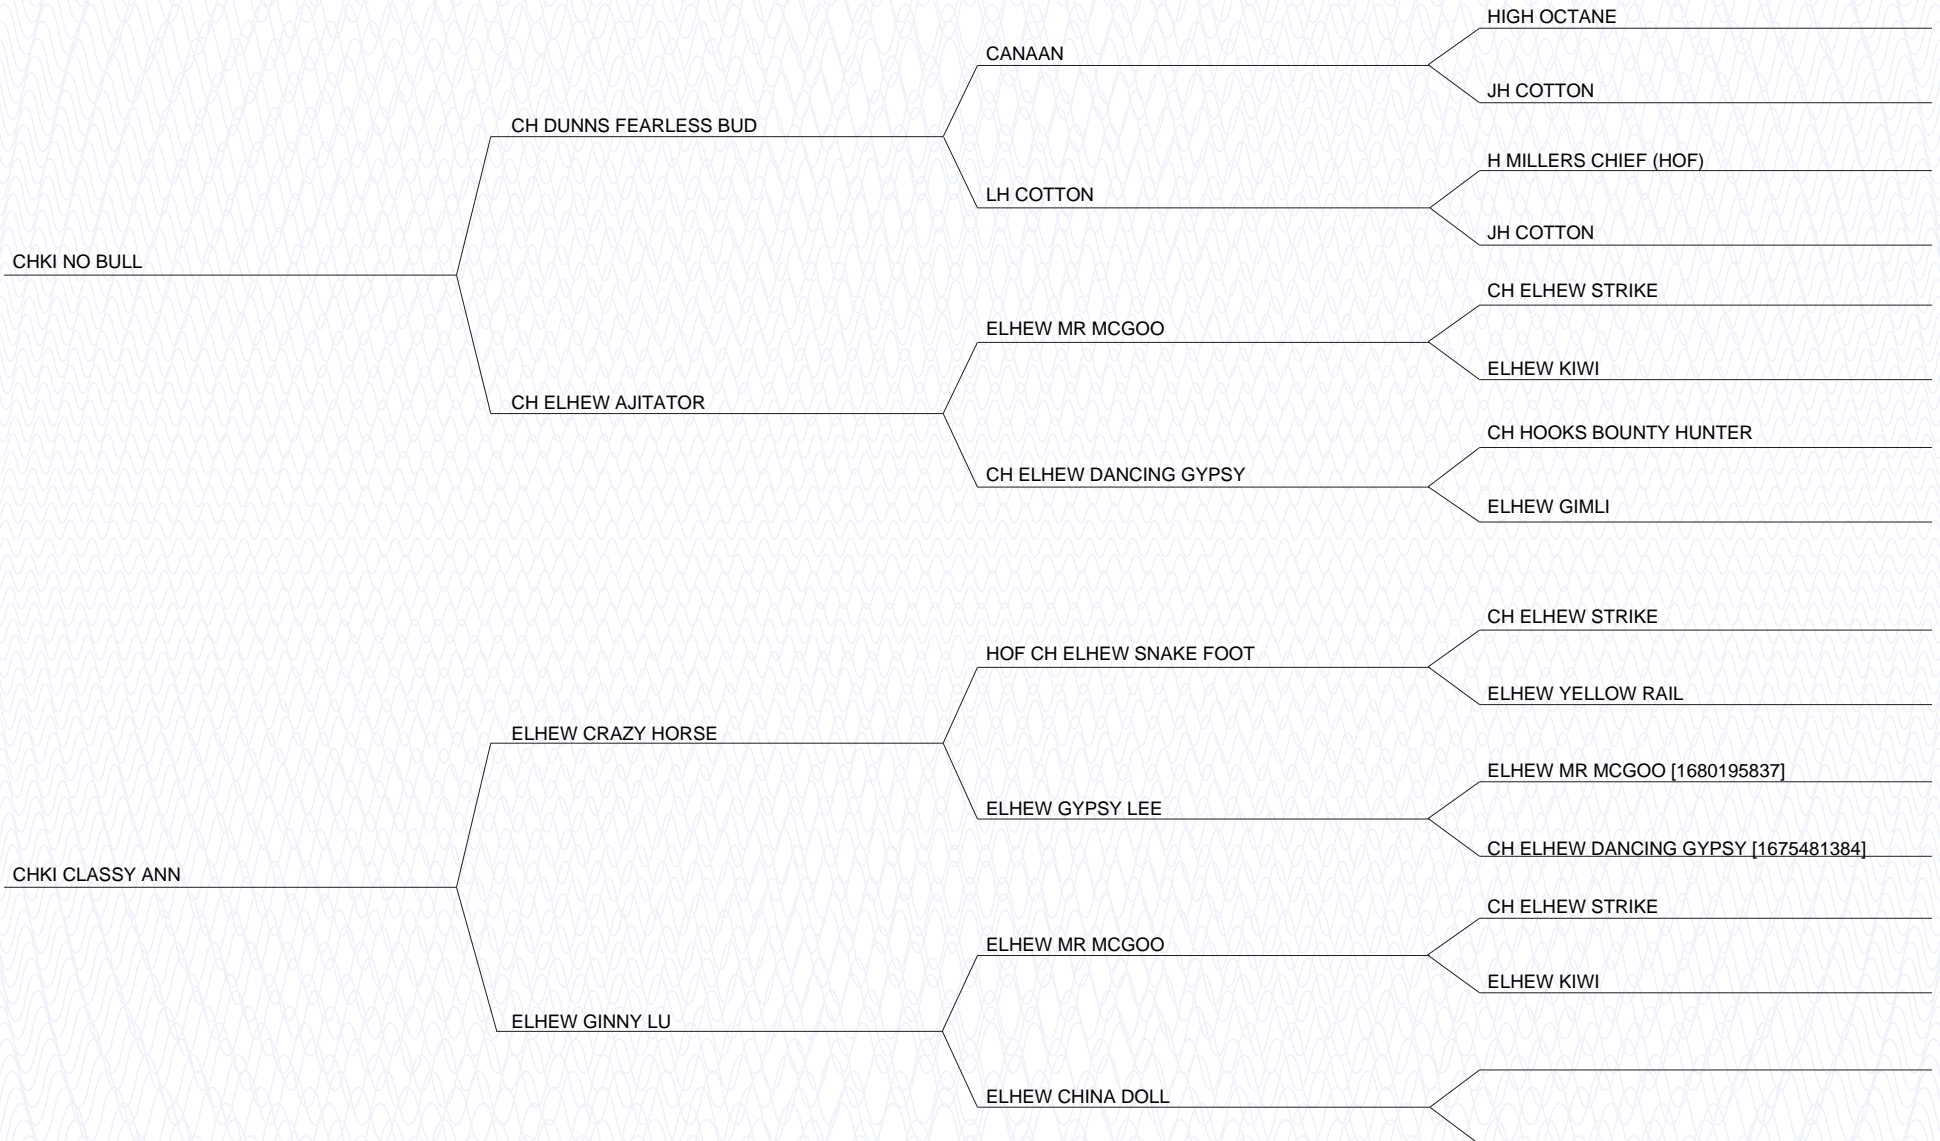 HIGH OCTANE
CANAAN
JH COTTON
CH DUNNS FEARLESS BUD
H MILLERS CHIEF (HOF)
LH COTTON
JH COTTON
CHKI NO BULL
CH ELHEW STRIKE
ELHEW MR MCGOO
ELHEW KIWI
CH ELHEW AJITATOR
CH HOOKS BOUNTY HUNTER
CH ELHEW DANCING GYPSY
ELHEW GIMLI
CH ELHEW STRIKE
HOF CH ELHEW SNAKE FOOT
ELHEW YELLOW RAIL
ELHEW CRAZY HORSE
ELHEW MR MCGOO [1680195837]
ELHEW GYPSY LEE
CH ELHEW DANCING GYPSY [1675481384]
CHKI CLASSY ANN
CH ELHEW STRIKE
ELHEW MR MCGOO
ELHEW KIWI
ELHEW GINNY LU
ELHEW CHINA DOLL